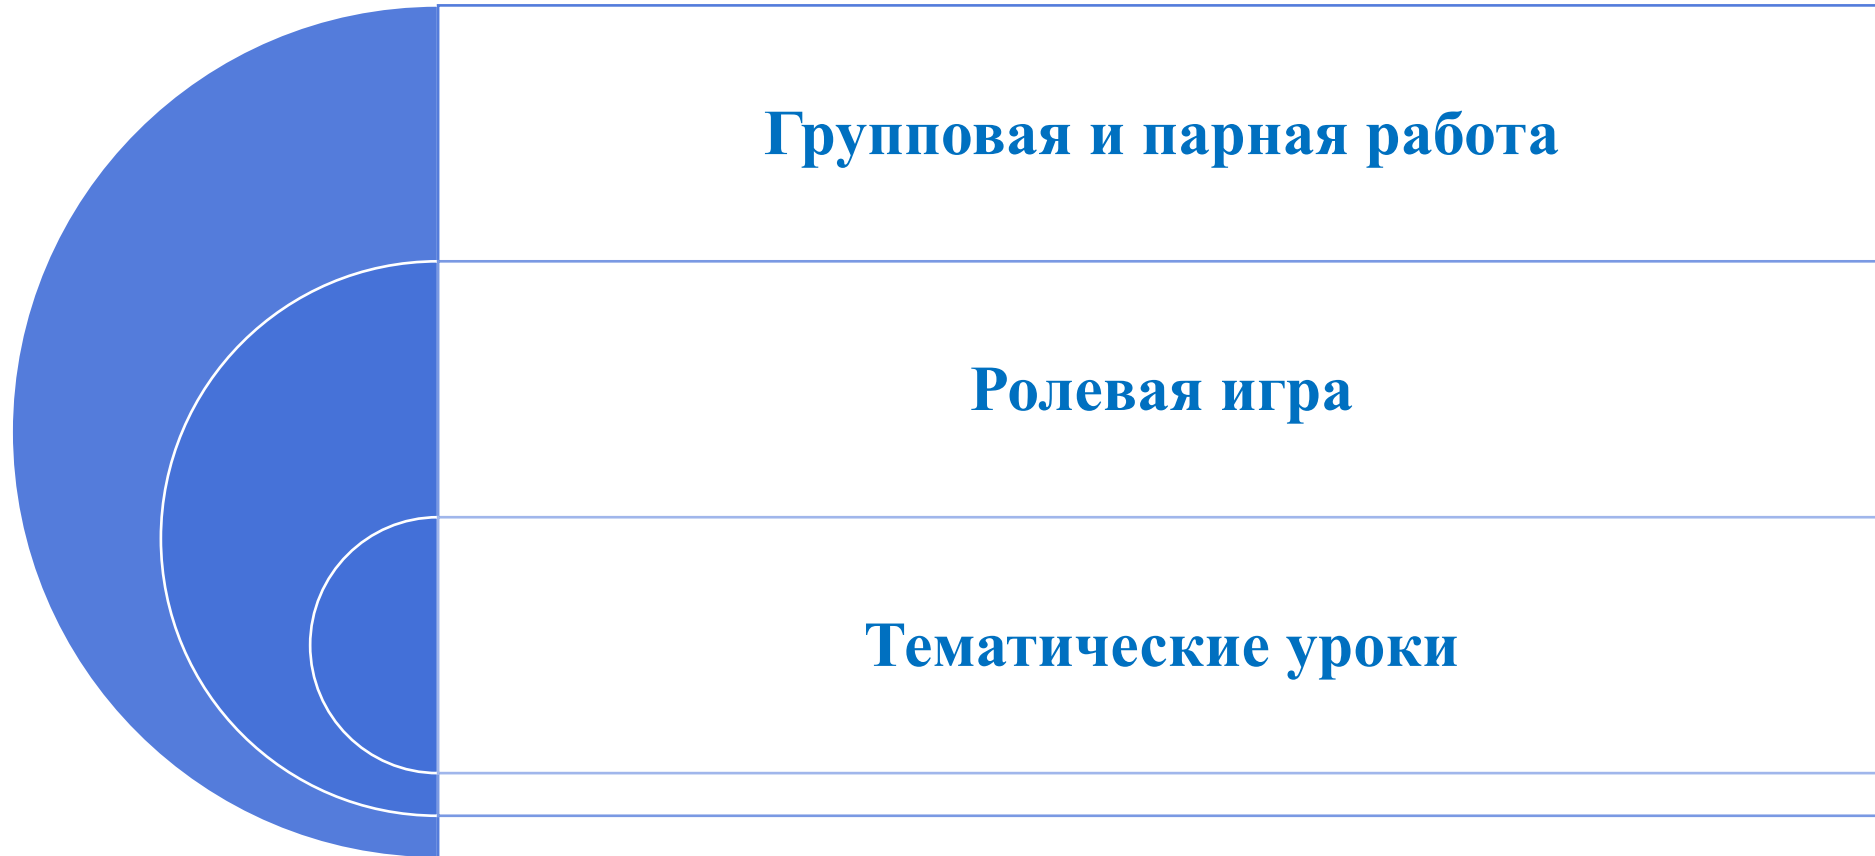 Групповая и парная работа
Ролевая игра
Тематические уроки